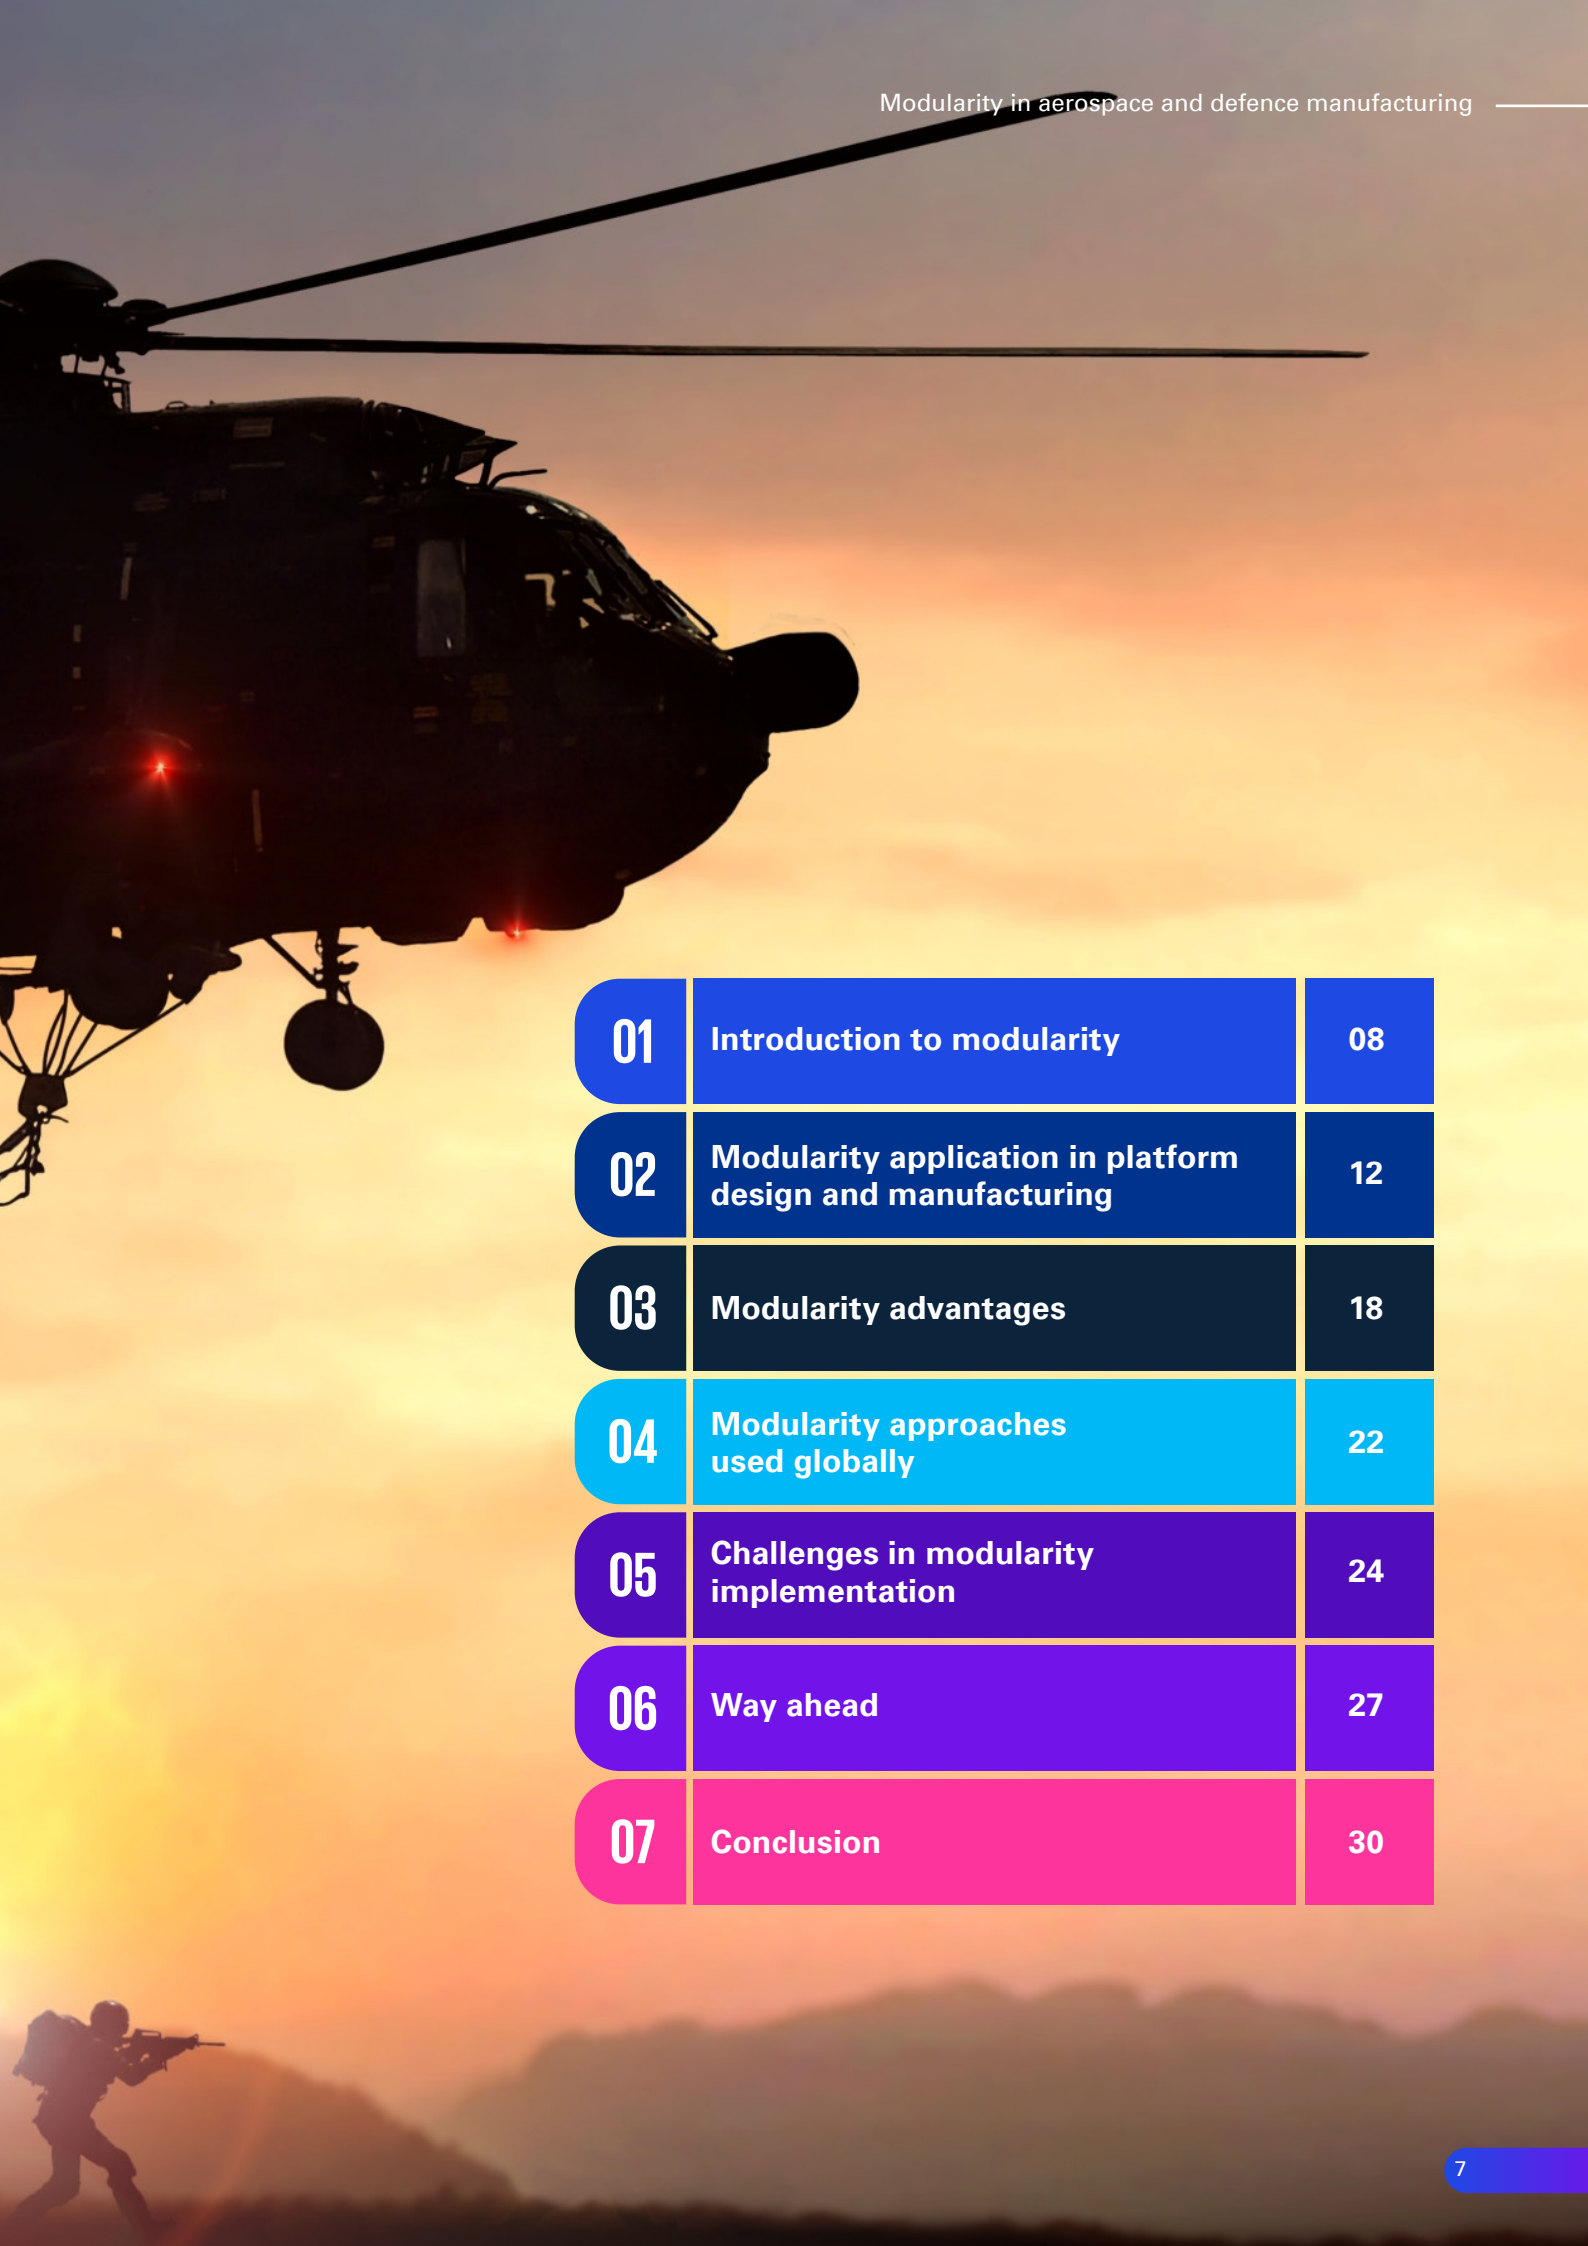 Modularity in aerospace and defence manufacturing
01
Introduction to modularity
08
02
Modularity application in platform
design and manufacturing
12
03
Modularity advantages
18
04
Modularity approaches
used globally
22
05
Challenges in modularity
implementation
24
06
Way ahead
27
07
Conclusion
30
7